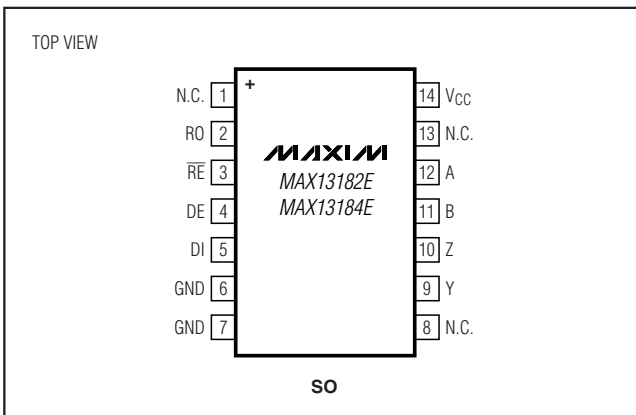 TOP VIEW
N.C. 1
+
14 VCC
RO 2
13 N.C.
MAXIM
R̅E̅ 3
12 A
MAX13182E
DE 4
MAX13184E
11 B
DI 5
10 Z
GND 6
9 Y
GND 7
8 N.C.
SO